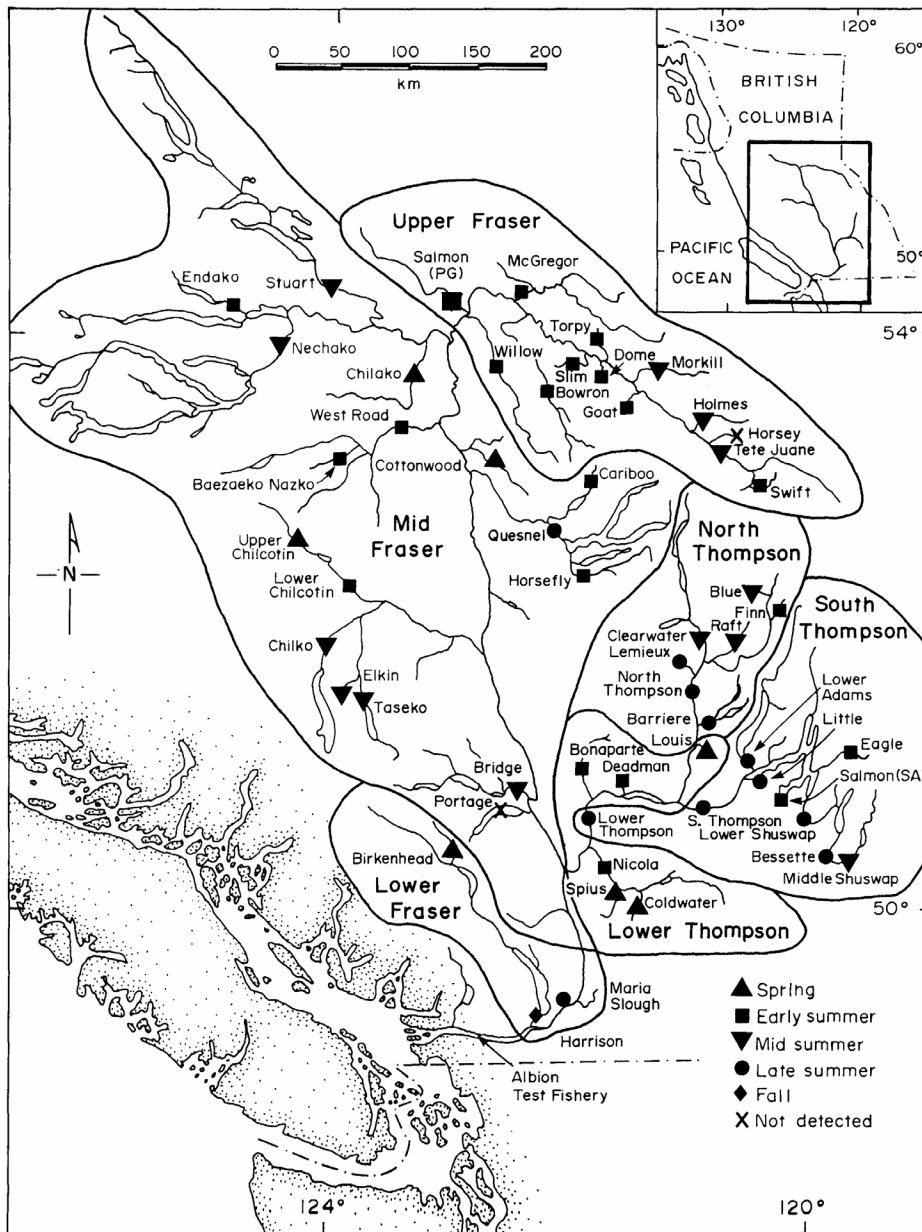 0 50 100 150 200
km
130° 120°
60°
BRITISH
COLUMBIA
PACIFIC
OCEAN
50°
Upper Fraser
Salmon
(PG)
McGregor
Endako
Stuart
54°
Torpy
Dome
Nechako
Willow
Morkill
Slim
Chilako
Bowron
Goat
West Road
Holmes
Horsey
Tete Juane
Cottonwood
Cariboo
Baezaeko Nazko
Swift
Mid
Fraser
North
Thompson
Upper
Chilcotin
Quesnel
Lower
Chilcotin
Horsefly
Blue
Finn
South
Thompson
N
Raft
Clearwater
Lemieux
Chilko
Elkin
North
Thompson
Lower
Adams
Taseko
Barriere
Little
Louis
Bonaparte
Deadman
Eagle
Salmon(SA
Bridge
Portage
Lower
Thompson
S. Thompson
Lower Shuswap
Birkenhead
Nicola
Bessette
Middle Shuswap
Lower
Fraser
Spius
Coldwater
50°
Lower Thompson
Maria
Slough
Spring
Early summer
Mid summer
Late summer
Fall
Not detected
Harrison
Albion
Test Fishery
124° 120°